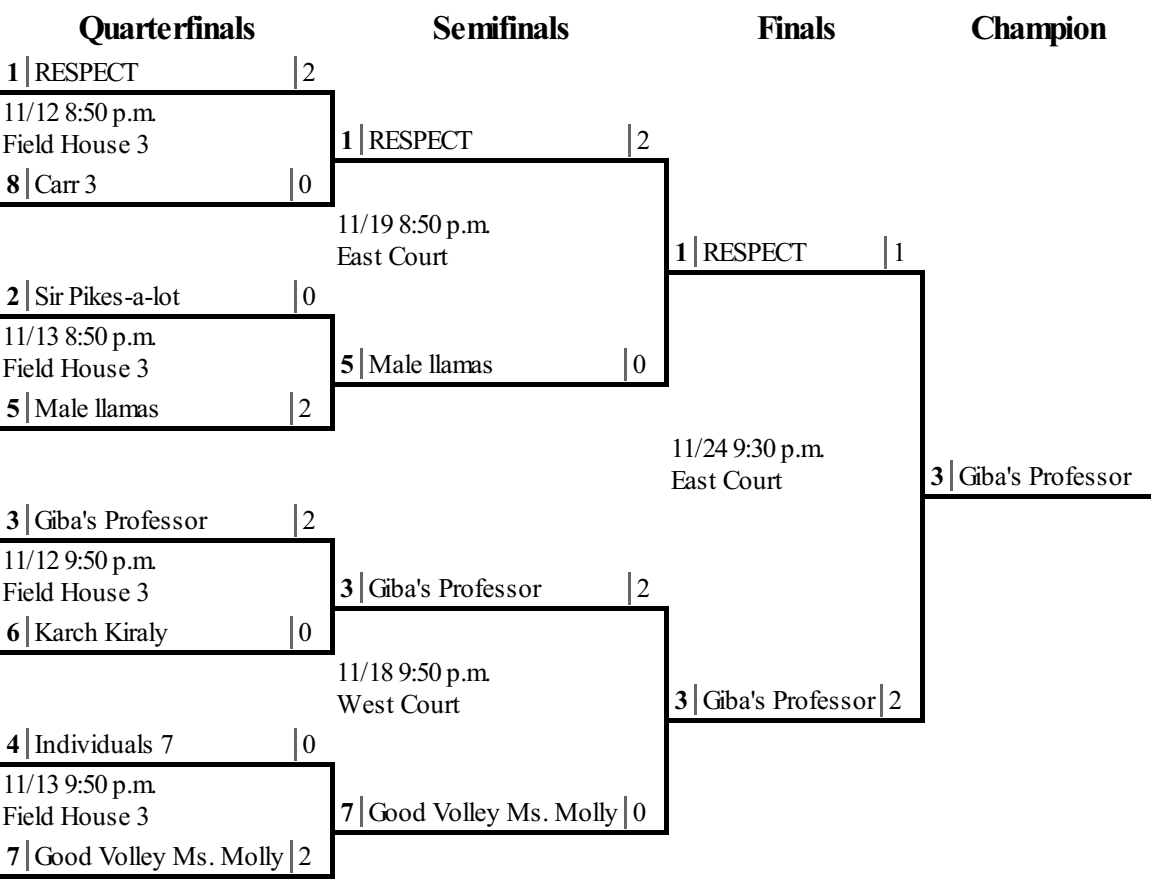 Quarterfinals Semifinals Finals Champion
1 RESPECT 2
11/12 8:50 p.m.
Field House 3
8 Carr 3 0
2 Sir Pikes-a-lot 0
11/13 8:50 p.m.
Field House 3
5 Male llamas 2
3 Giba's Professor 2
11/12 9:50 p.m.
Field House 3
6 Karch Kiraly 0
4 Individuals 7 0
11/13 9:50 p.m.
Field House 3
7 Good Volley Ms. Molly 2
1 RESPECT 2
11/19 8:50 p.m.
East Court
5 Male llamas 0
3 Giba's Professor 2
11/18 9:50 p.m.
West Court
7 Good Volley Ms. Molly 0
1 RESPECT 1
11/24 9:30 p.m.
East Court
3 Giba's Professor 2
3 Giba's Professor